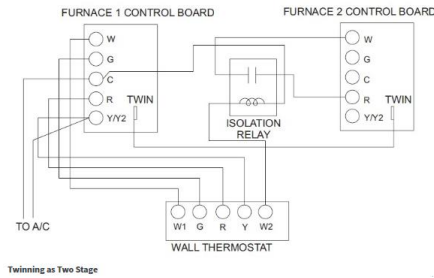 FURNACE 1 CONTROL BOARD
FURNACE 2 CONTROL BOARD
W
G
C
R
TWIN
Y/Y2
W
G
C
R
TWIN
Y/Y2
ISOLATION
RELAY
TO A/C
W1 G R Y W2
WALL THERMOSTAT
Twinning as Two Stage